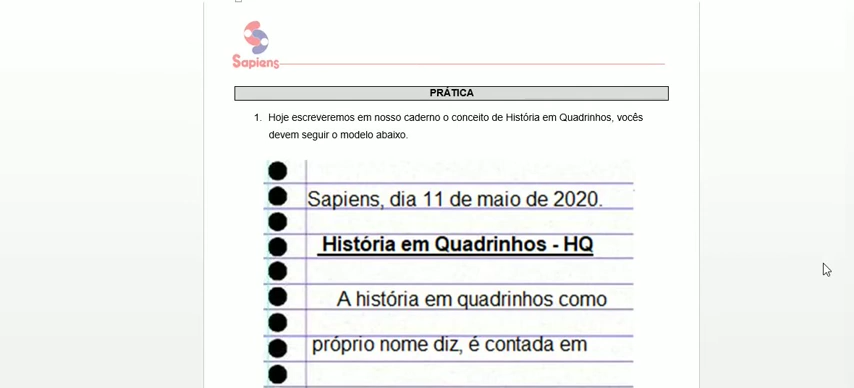 Sapiens
PRÁTICA
1. Hoje escreveremos em nosso caderno o conceito de História em Quadrinhos, vocês
devem seguir o modelo abaixo.
Sapiens, dia 11 de maio de 2020.
História em Quadrinhos - HQ
A história em quadrinhos como
próprio nome diz, é contada em